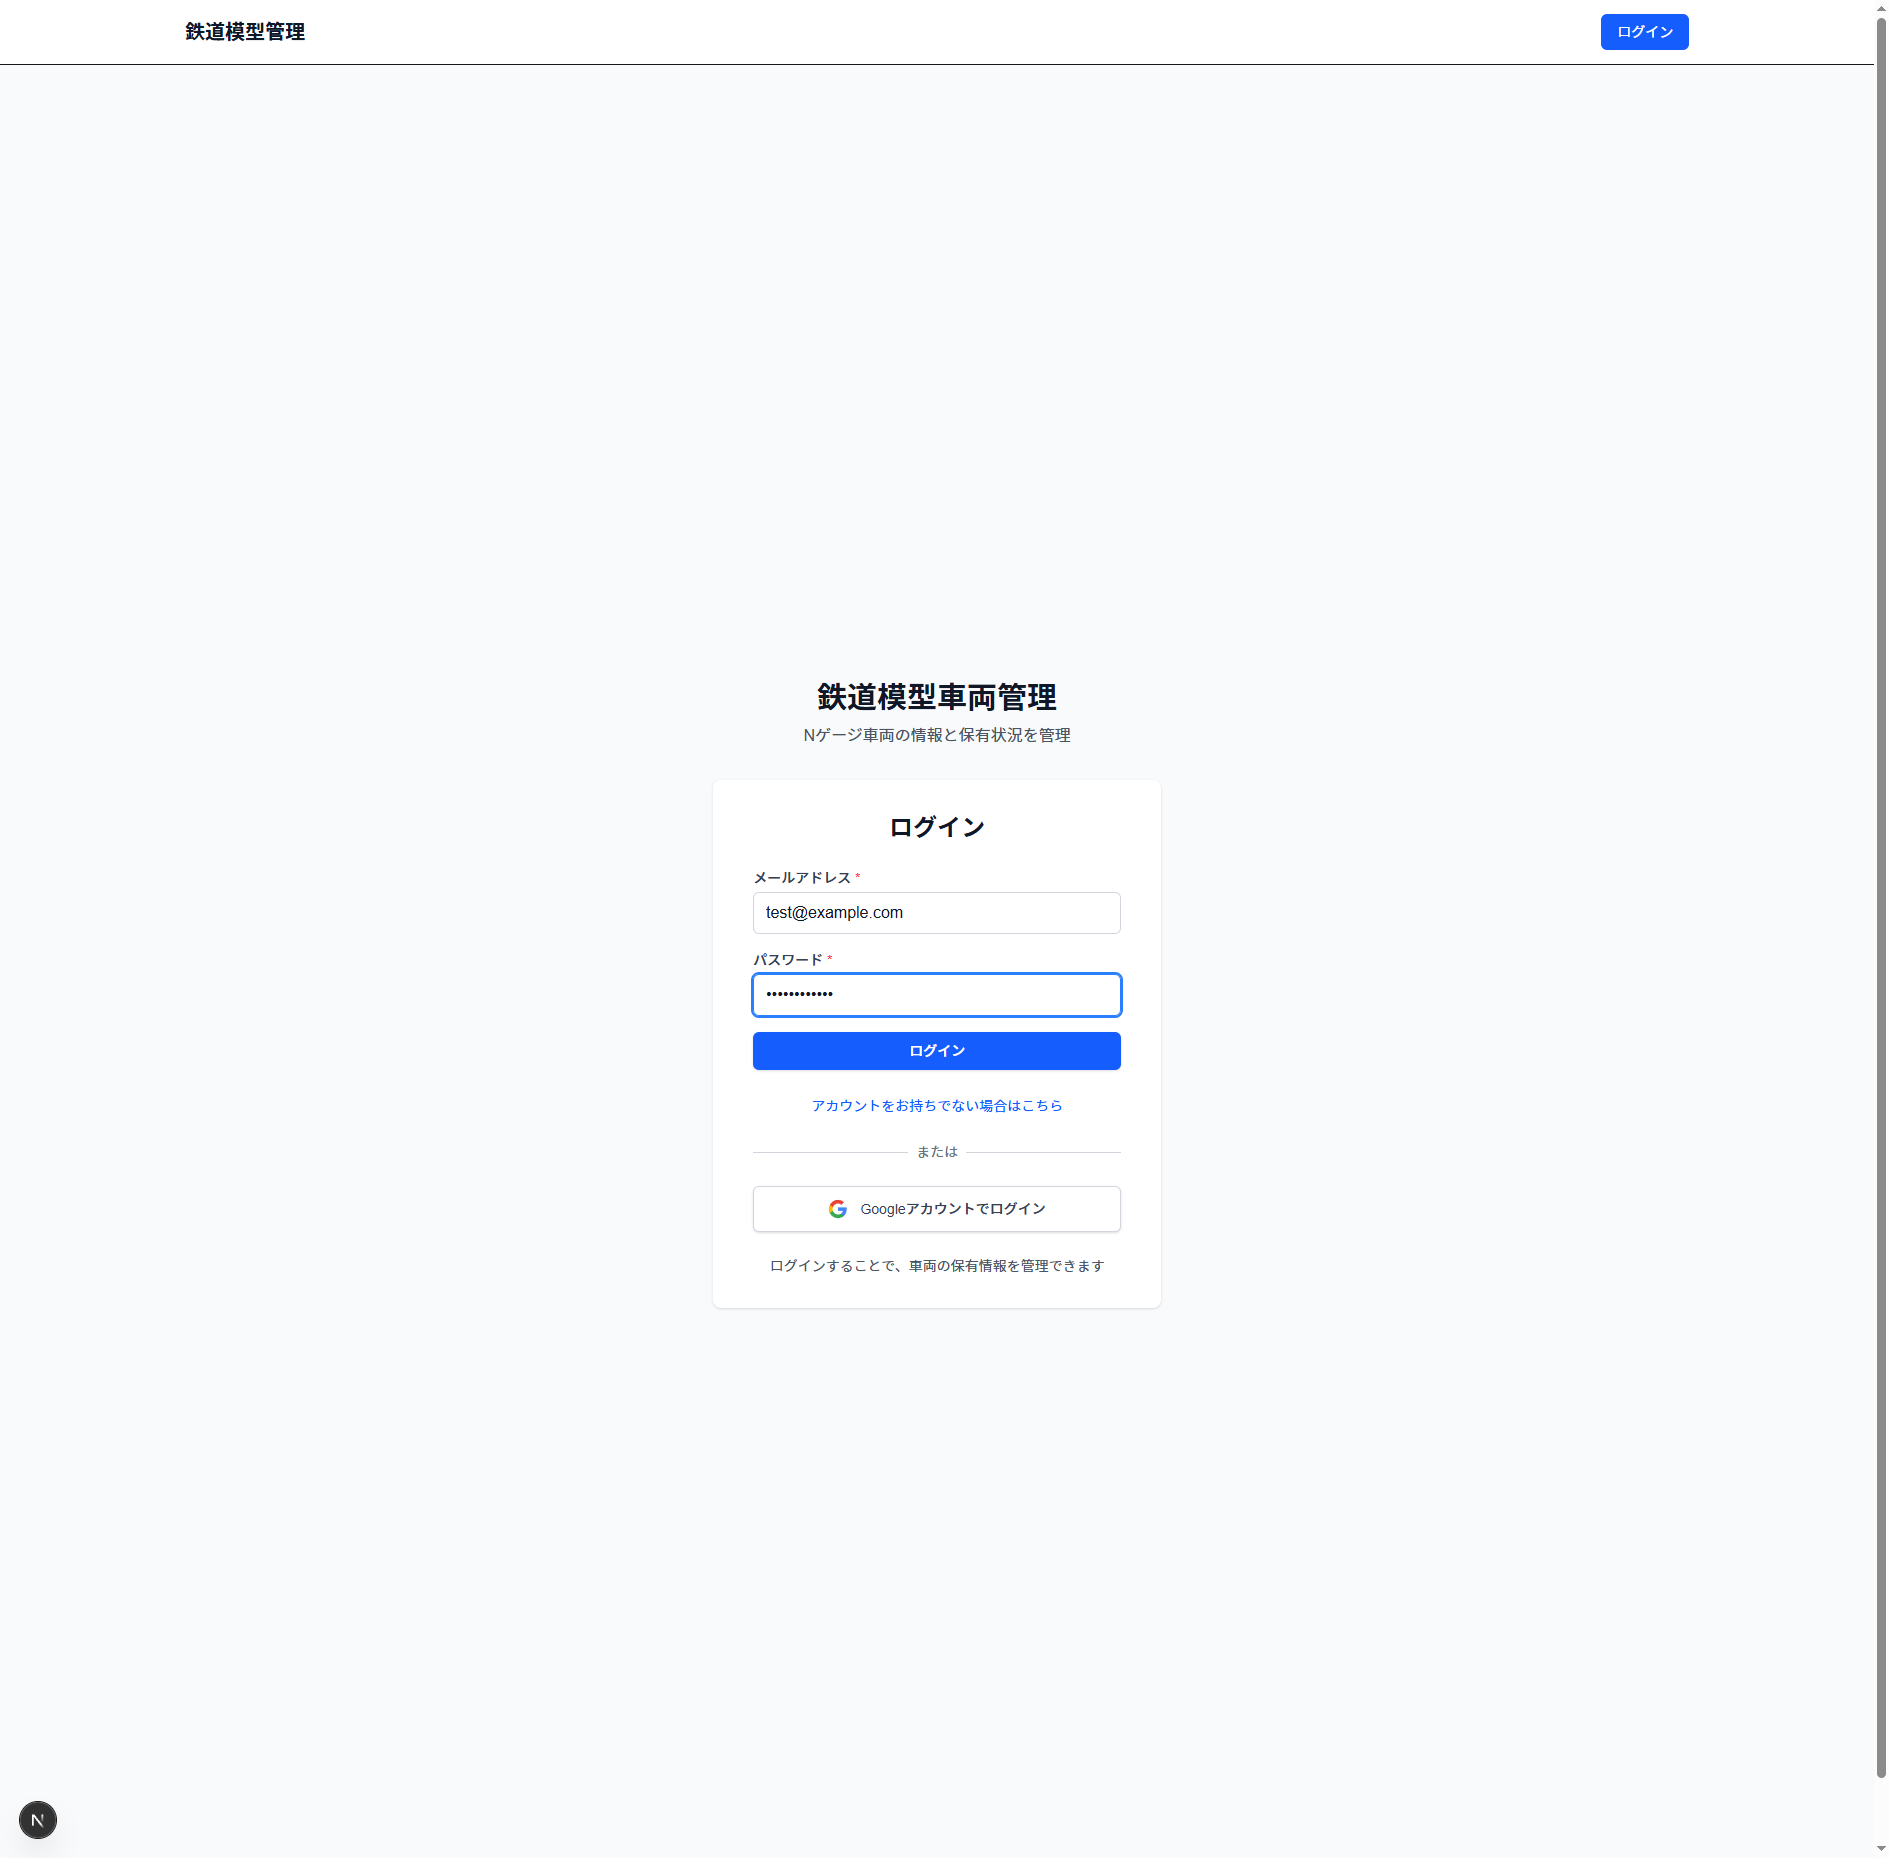 鉄道模型管理
ログイン
鉄道模型車両管理
Nゲージ車両の情報と保有状況を管理
ログイン
メールアドレス *
test@example.com
パスワード *
••••••••••••
ログイン
アカウントをお持ちでない場合はこちら
または
Googleアカウントでログイン
ログインすることで、車両の保有情報を管理できます
N